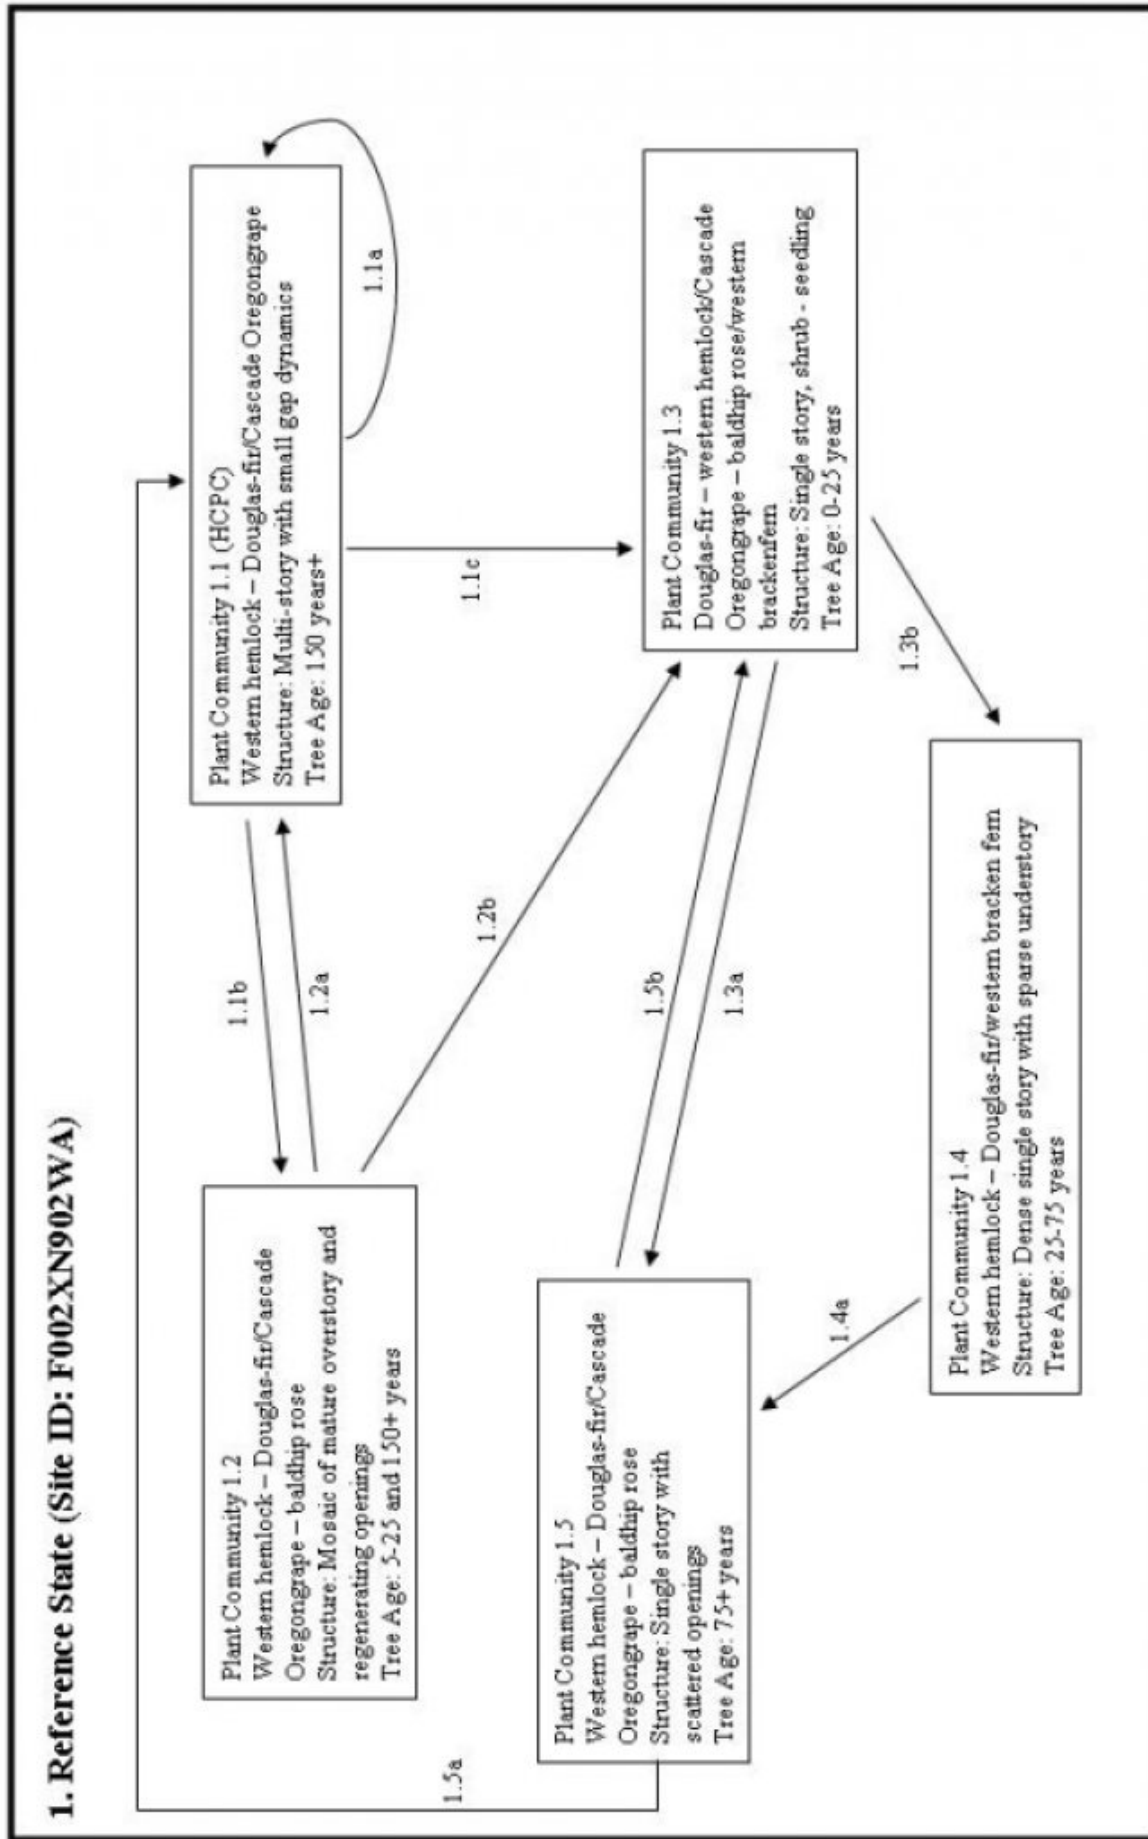 1. Reference State (Site ID: F002XN902WA)
Plant Community 1.1 (HCPC)
Western hemlock – Douglas-fir/Cascade Oregongrape
Structure: Multi-story with small gap dynamics
Tree Age: 150 years+
1.1a
1.1b
1.2a
1.1c
Plant Community 1.2
Western hemlock – Douglas-fir/Cascade
Oregongrape – baldhip rose
Structure: Mosaic of mature overstory and
regenerating openings
Tree Age: 5-25 and 150+ years
1.2b
Plant Community 1.3
Douglas-fir – western hemlock/Cascade
Oregongrape – baldhip rose/western
brackenfern
Structure: Single story, shrub - seedling
Tree Age: 0-25 years
1.5b
1.3a
1.3b
Plant Community 1.5
Western hemlock – Douglas-fir/Cascade
Oregongrape – baldhip rose
Structure: Single story with
scattered openings
Tree Age: 75+ years
1.5a
1.4a
Plant Community 1.4
Western hemlock – Douglas-fir/western bracken fern
Structure: Dense single story with sparse understory
Tree Age: 25-75 years